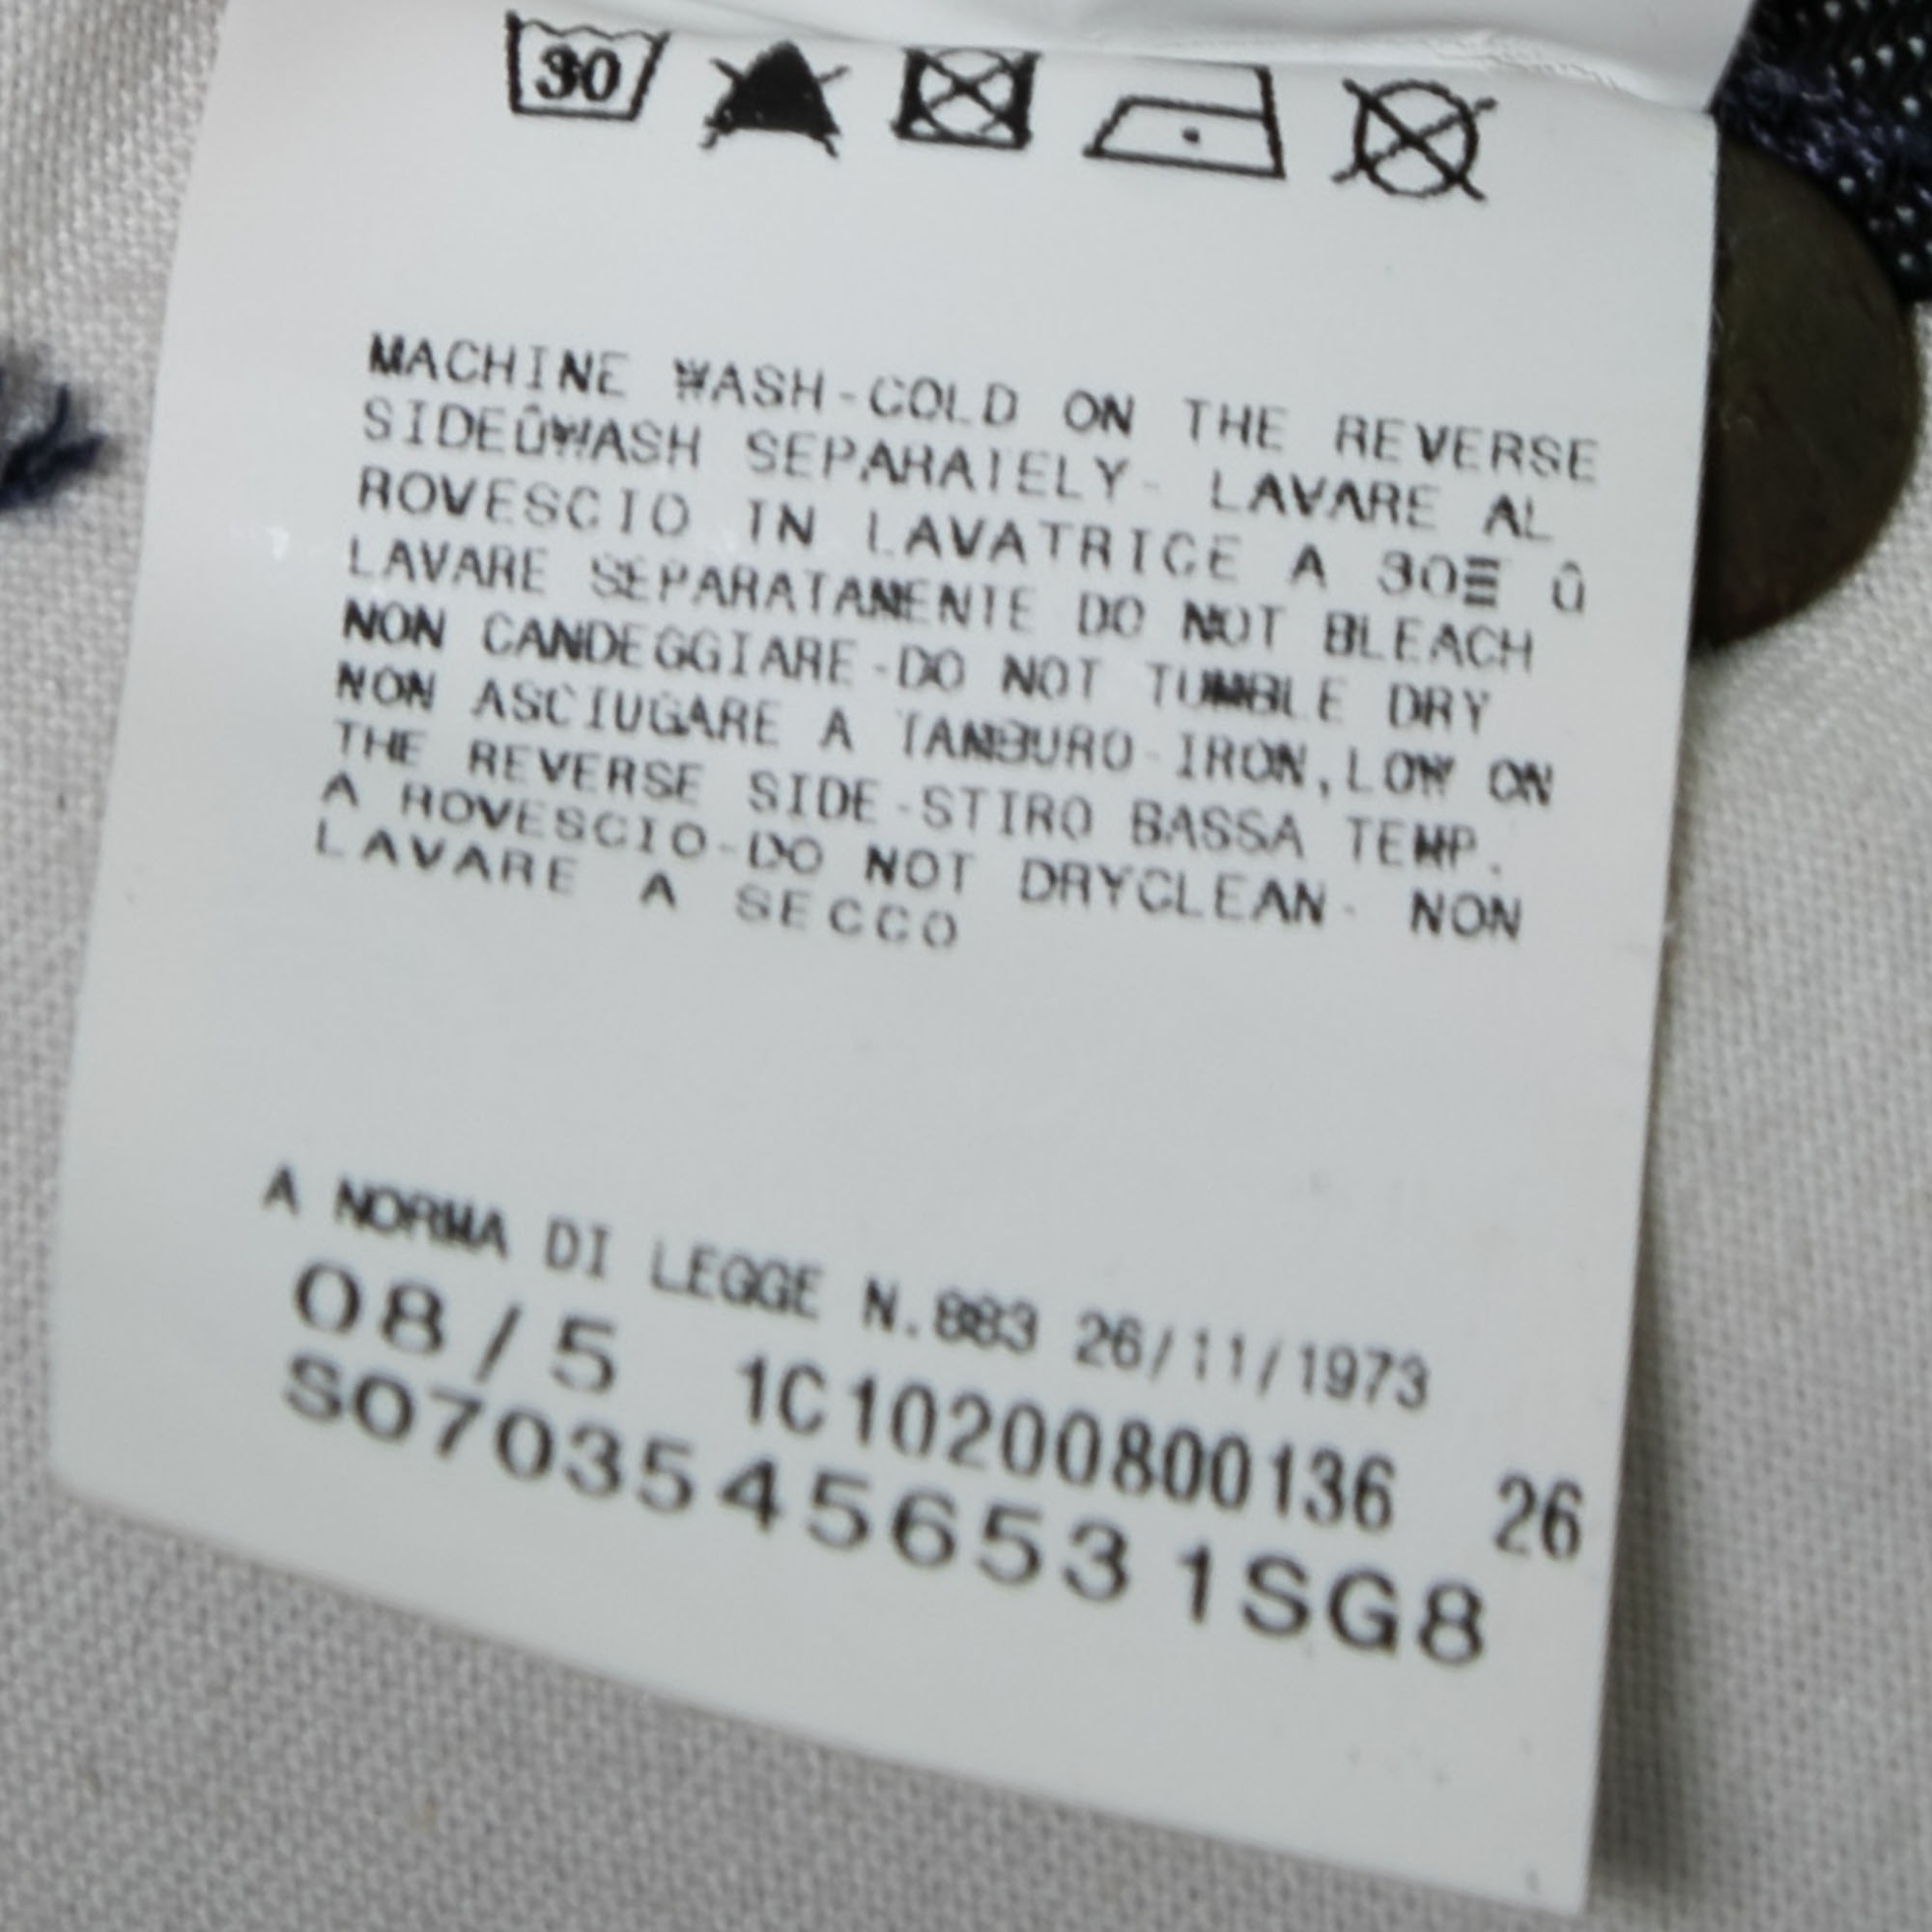 30
MACHINE WASH-COLD ON THE REVERSE
SIDEÛWASH SEPARATELY- LAVARE AL
ROVESCIO IN LAVATRICE A 30☰ Û
LAVARE SEPARATAMENTE DO NOT BLEACH
NON CANDEGGIARE-DO NOT TUMBLE DRY
NON ASCIUGARE A TAMBURO-IRON,LOW ON
THE REVERSE SIDE-STIRO BASSA TEMP.
A ROVESCIO-DO NOT DRYCLEAN- NON
LAVARE A SECCO
A NORMA DI LEGGE N.883 26/11/1973
08/5 1C10200800136 26
S07035456531SG8